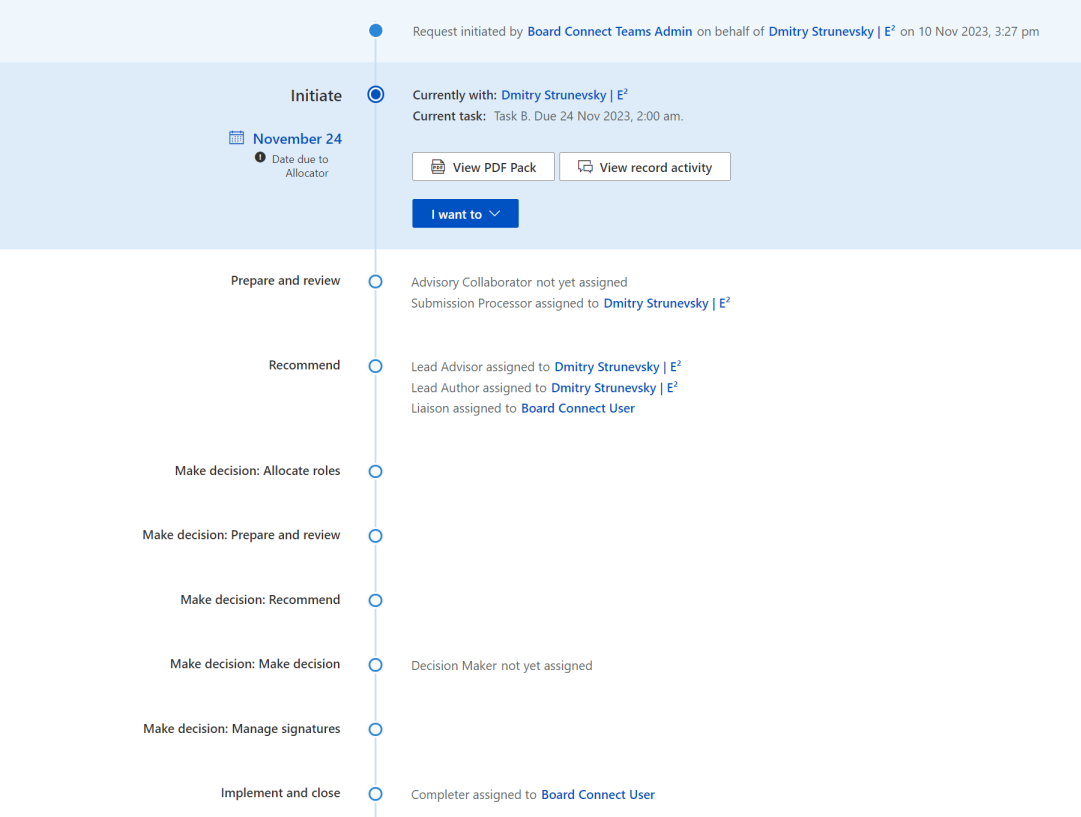 Request initiated by Board Connect Teams Admin on behalf of Dmitry Strunevsky | E² on 10 Nov 2023, 3:27 pm
Initiate
Currently with: Dmitry Strunevsky | E²
Current task: Task B. Due 24 Nov 2023, 2:00 am.
November 24
Date due to
Allocator
PDF View PDF Pack
View record activity
I want to
Prepare and review
Advisory Collaborator not yet assigned
Submission Processor assigned to Dmitry Strunevsky | E²
Recommend
Lead Advisor assigned to Dmitry Strunevsky | E²
Lead Author assigned to Dmitry Strunevsky | E²
Liaison assigned to Board Connect User
Make decision: Allocate roles
Make decision: Prepare and review
Make decision: Recommend
Make decision: Make decision
Decision Maker not yet assigned
Make decision: Manage signatures
Implement and close
Completer assigned to Board Connect User